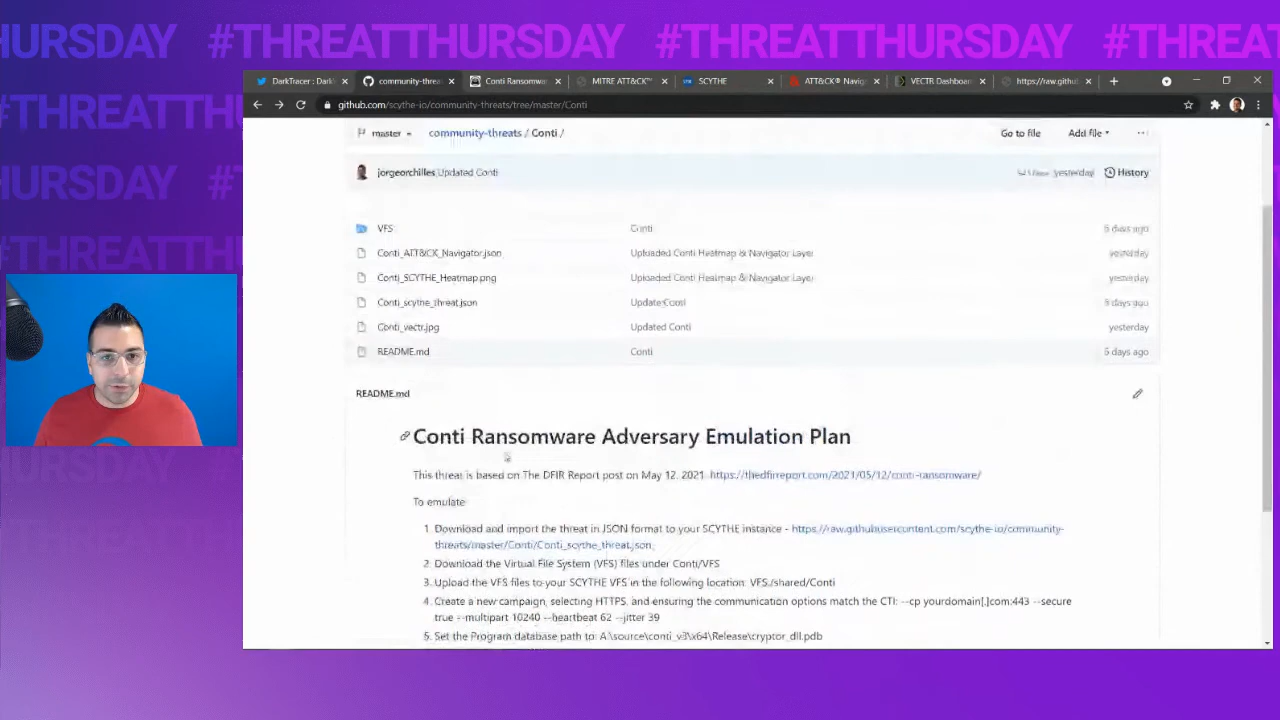 HURSDAY #THREATTHURSDAY #THREATTHURSDAY #THREATTHURSDAY
#THREATTHURSDAY
HURSDAY #T
#THREATTHURSDAY
DarkTracer : Dark community-threa Conti Ransomwar MITRE ATT&CK™ SCYTHE ATT&CK® Navig VECTR Dashboar https://raw.githu
github.com/scythe-io/community-threats/tree/master/Conti
master community-threats / Conti / Go to file Add file ...
jorgeorchilles Updated Conti yesterday History
VFS Conti 6 days ago
Conti_ATT&CK_Navigator.json Uploaded Conti Heatmap & Navigator Layer yesterday
Conti_SCYTHE_Heatmap.png Uploaded Conti Heatmap & Navigator Layer yesterday
Conti_scythe_threat.json Update Conti days ago
Conti_vectr.jpg Updated Conti yesterday
README.md Conti 6 days ago
README.md
Conti Ransomware Adversary Emulation Plan
This threat is based on The DFIR Report post on May 12, 2021 https://thedfirreport.com/2021/05/12/conti-ransomware/
To emulate
1. Download and import the threat in JSON format to your SCYTHE instance - https://raw.githubusercontent.com/scythe-io/community-
threats/master/Conti/Conti_scythe_threat.json
2. Download the Virtual File System (VFS) files under Conti/VFS
3. Upload the VFS files to your SCYTHE VFS in the following location: VFS:/shared/Conti
4. Create a new campaign, selecting HTTPS, and ensuring the communication options match the CTI: --cp yourdomain[.]com:443 --secure
true --multipart 10240 --heartbeat 62 --jitter 39
5. Set the Program database path to: A:\source\conti_v3\x64\Release\cryptor_dll.pdb